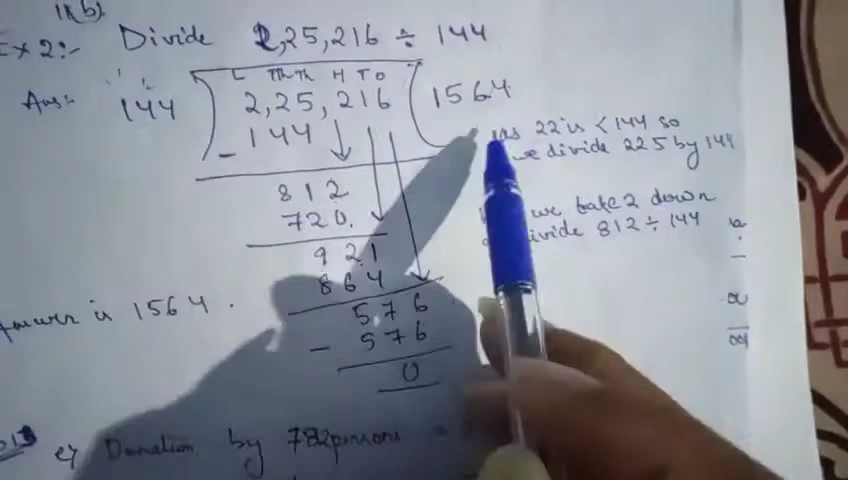 Ex 2:- Divide 2,25,216 ÷ 144
L Th Th H T O
Ans:- 144 ) 2,25,216 ( 1564
- 144
as 22 is < 144 so
we divide 225 by 144
812
720
we take 2 down
divide 812 ÷ 144
921
864
Answer is 1564.
576
- 576
0
Donation by 782 persons =